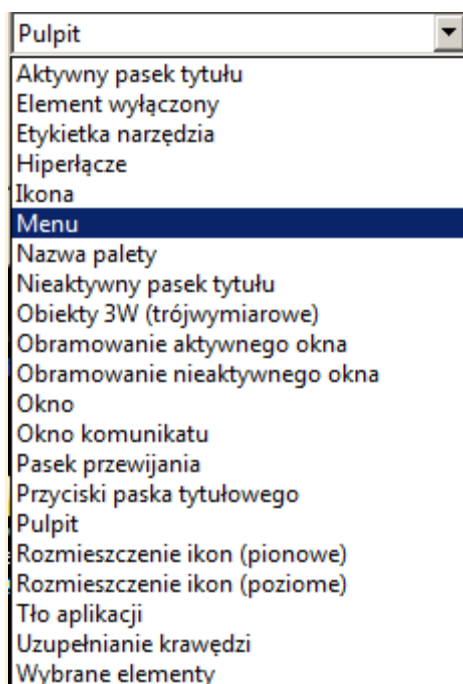 Pulpit
Aktywny pasek tytułu
Element wyłączony
Etykietka narzędzia
Hiperłącze
Ikona
Menu
Nazwa palety
Nieaktywny pasek tytułu
Obiekty 3W (trójwymiarowe)
Obramowanie aktywnego okna
Obramowanie nieaktywnego okna
Okno
Okno komunikatu
Pasek przewijania
Przyciski paska tytułowego
Pulpit
Rozmieszczenie ikon (pionowe)
Rozmieszczenie ikon (poziome)
Tło aplikacji
Uzupełnianie krawędzi
Wybrane elementy